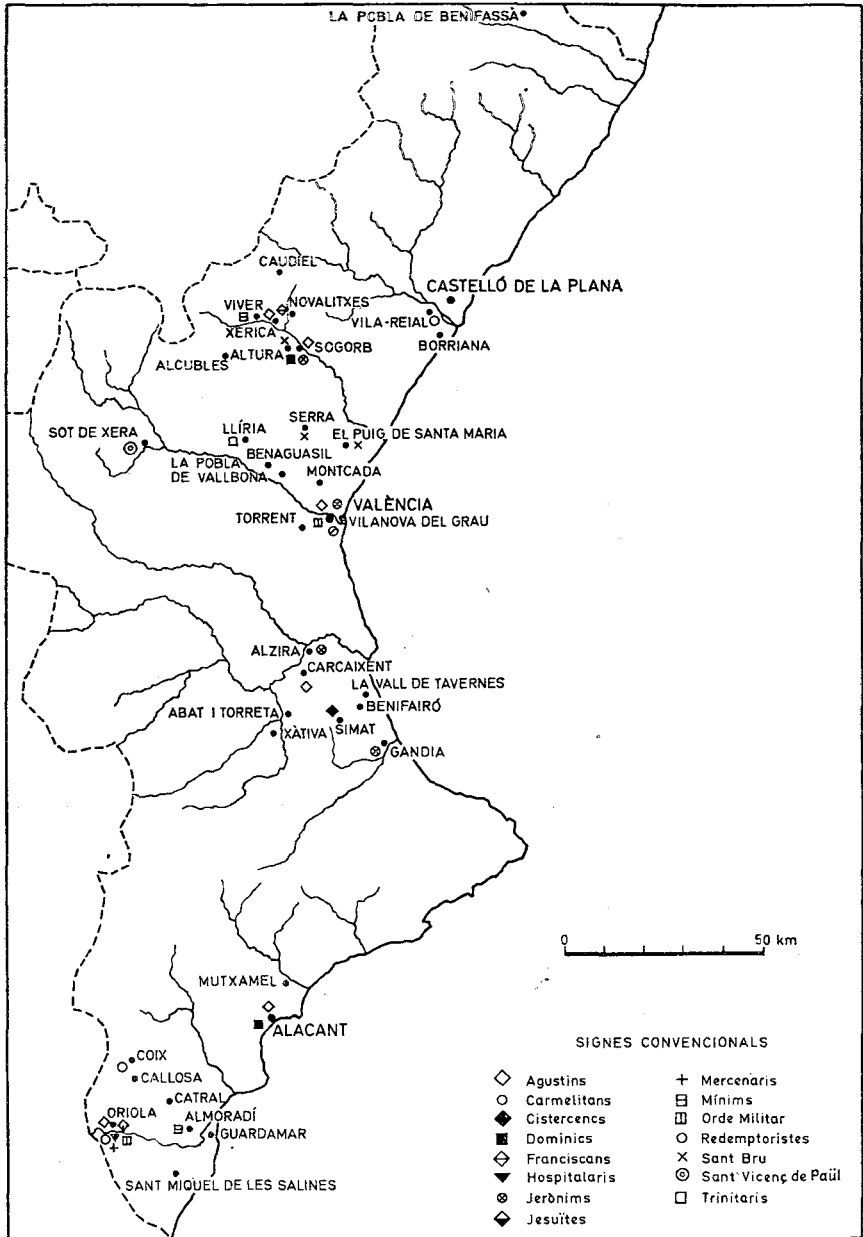 LA POBLA DE BENIFASSÀ
CAUDIEL
CASTELLÓ DE LA PLANA
VIVER
NOVALITXES
VILA-REIAL
XÈRICA
BORRIANA
ALTURA
SOGORB
ALCUBLES
SERRA
LLÍRIA
EL PUIG DE SANTA MARIA
SOT DE XERA
BENAGUASIL
LA POBLA
DE VALLBONA
MONTCADA
VALÈNCIA
TORRENT
VILANOVA DEL GRAU
ALZIRA
CARCAIXENT
LA VALL DE TAVERNES
BENIFAIRÓ
ABAT I TORRETA
SIMAT
XÀTIVA
GANDIA
0 50 km
MUTXAMEL
ALACANT
COIX
CALLOSA
CATRAL
ORIOLA
ALMORADÍ
GUARDAMAR
SANT MIQUEL DE LES SALINES
SIGNES CONVENCIONALS
Agustins
Carmelitans
Cistercencs
Dominics
Franciscans
Hospitalaris
Jerònims
Jesuïtes
Mercenaris
Mínims
Orde Militar
Redemptoristes
Sant Bru
Sant Vicenç de Paül
Trinitaris